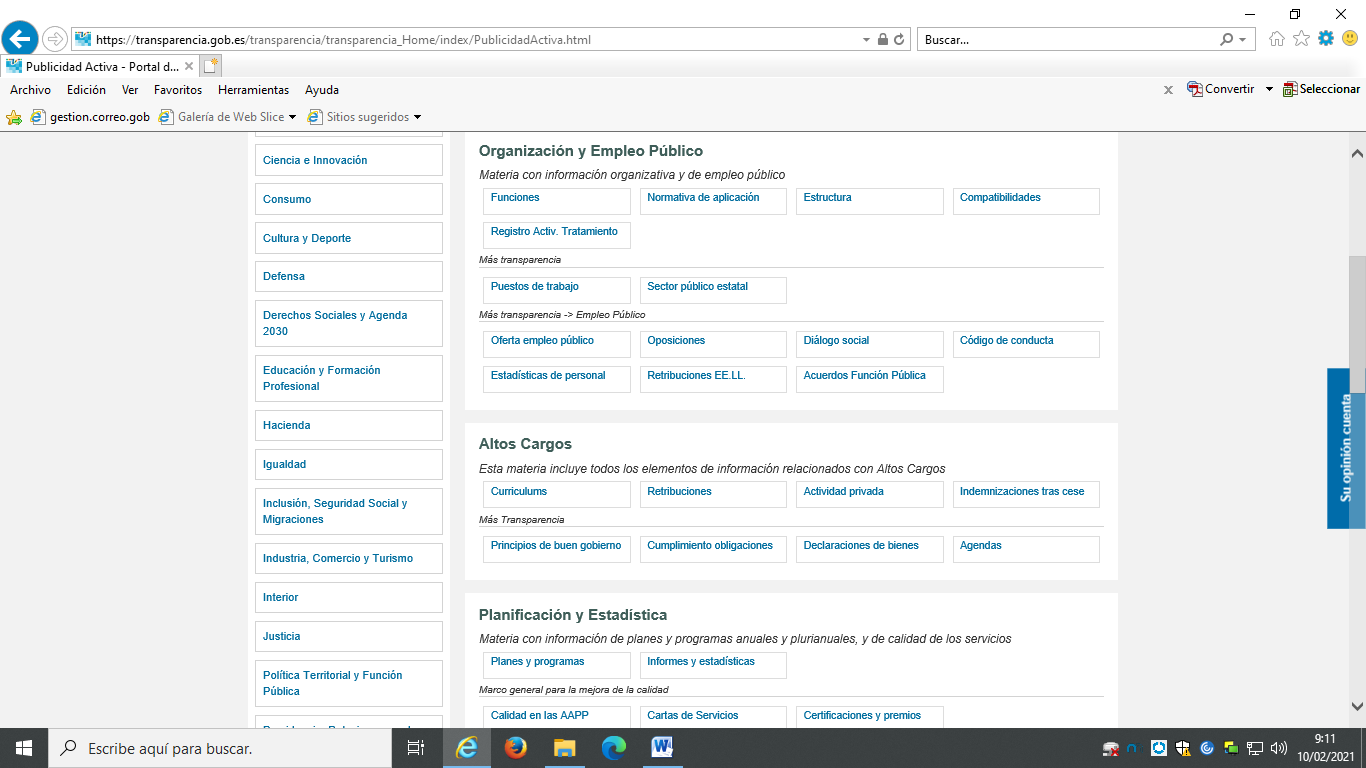 https://transparencia.gob.es/transparencia/transparencia_Home/index/PublicidadActiva.html
Buscar...
Publicidad Activa - Portal d...
Archivo Edición Ver Favoritos Herramientas Ayuda
Convertir
Seleccionar
gestion.correo.gob
Galería de Web Slice
Sitios sugeridos
Ciencia e Innovación
Consumo
Cultura y Deporte
Defensa
Derechos Sociales y Agenda
2030
Educación y Formación
Profesional
Hacienda
Igualdad
Inclusión, Seguridad Social y
Migraciones
Industria, Comercio y Turismo
Interior
Justicia
Política Territorial y Función
Pública
Organización y Empleo Público
Materia con información organizativa y de empleo público
Funciones Normativa de aplicación Estructura Compatibilidades
Registro Activ. Tratamiento
Más transparencia
Puestos de trabajo Sector público estatal
Más transparencia -> Empleo Público
Oferta empleo público Oposiciones Diálogo social Código de conducta
Estadísticas de personal Retribuciones EE.LL. Acuerdos Función Pública
Altos Cargos
Esta materia incluye todos los elementos de información relacionados con Altos Cargos
Curriculums Retribuciones Actividad privada Indemnizaciones tras cese
Más Transparencia
Principios de buen gobierno Cumplimiento obligaciones Declaraciones de bienes Agendas
Planificación y Estadística
Materia con información de planes y programas anuales y plurianuales, y de calidad de los servicios
Planes y programas Informes y estadísticas
Marco general para la mejora de la calidad
Calidad en las AAPP Cartas de Servicios Certificaciones y premios
Su opinión cuenta
Escribe aquí para buscar.
9:11
10/02/2021